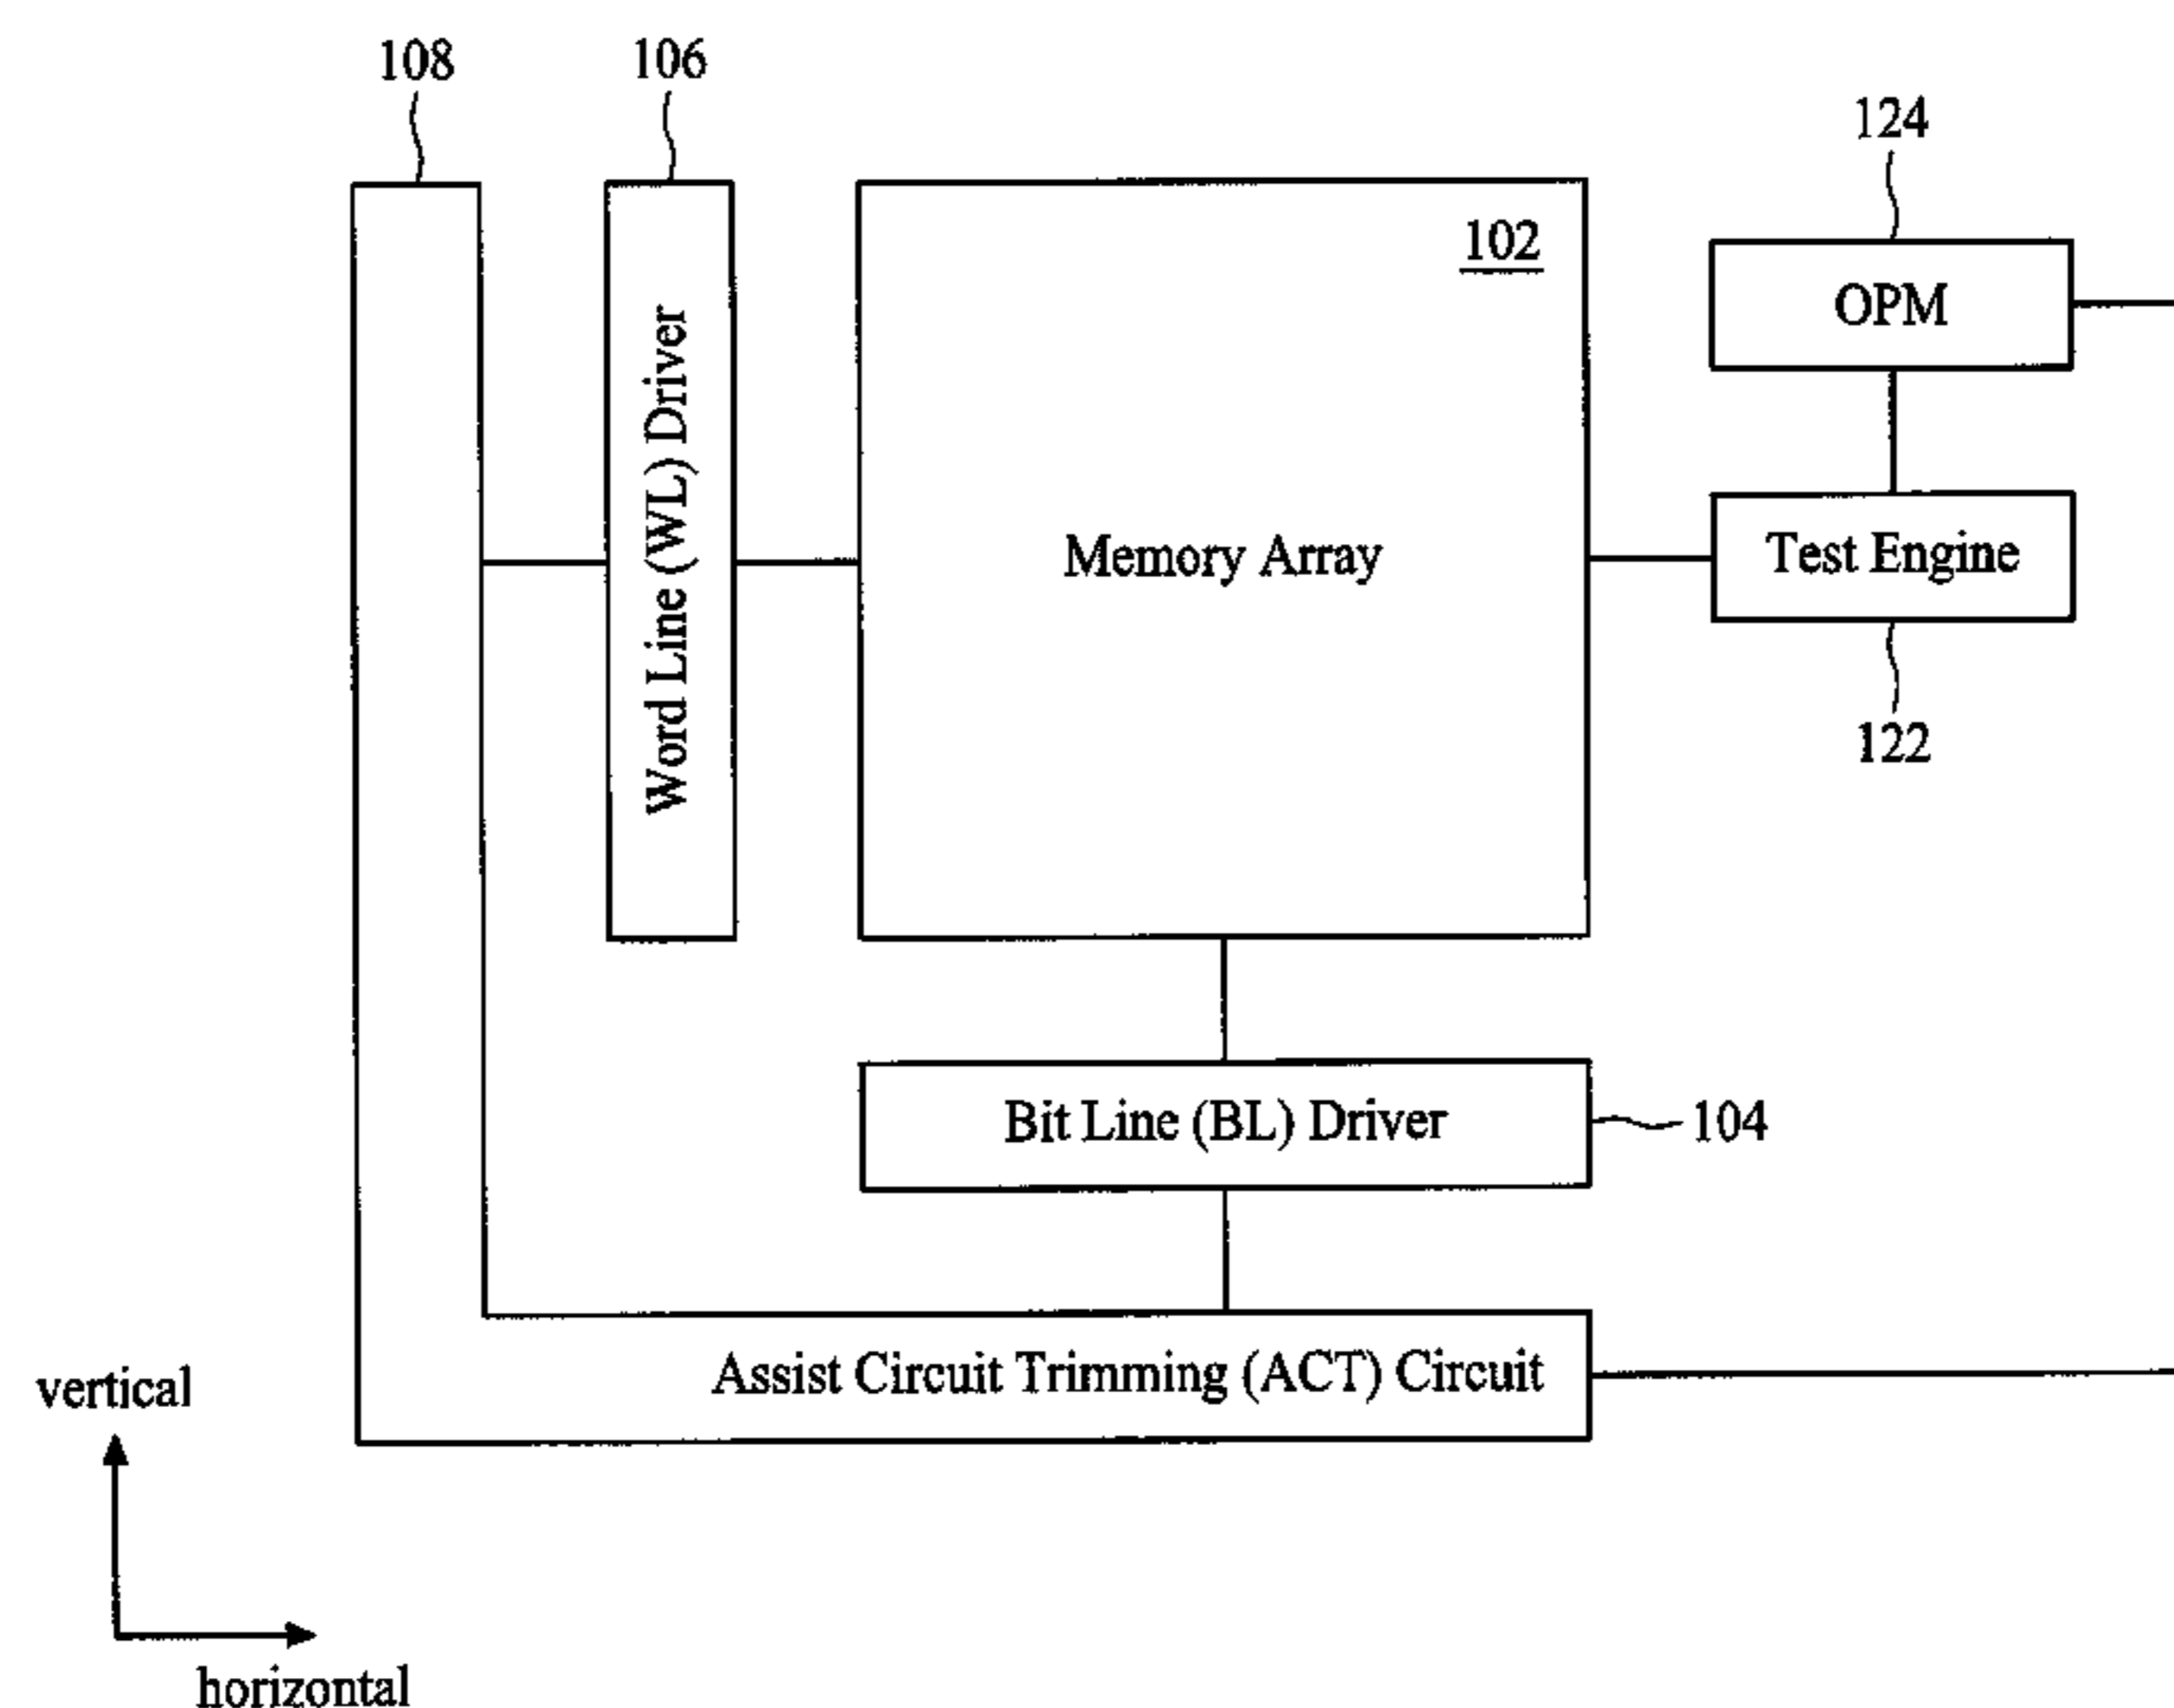 108
106
124
102
OPM
Word Line (WL) Driver
Memory Array
Test Engine
122
Bit Line (BL) Driver
104
Assist Circuit Trimming (ACT) Circuit
vertical
horizontal